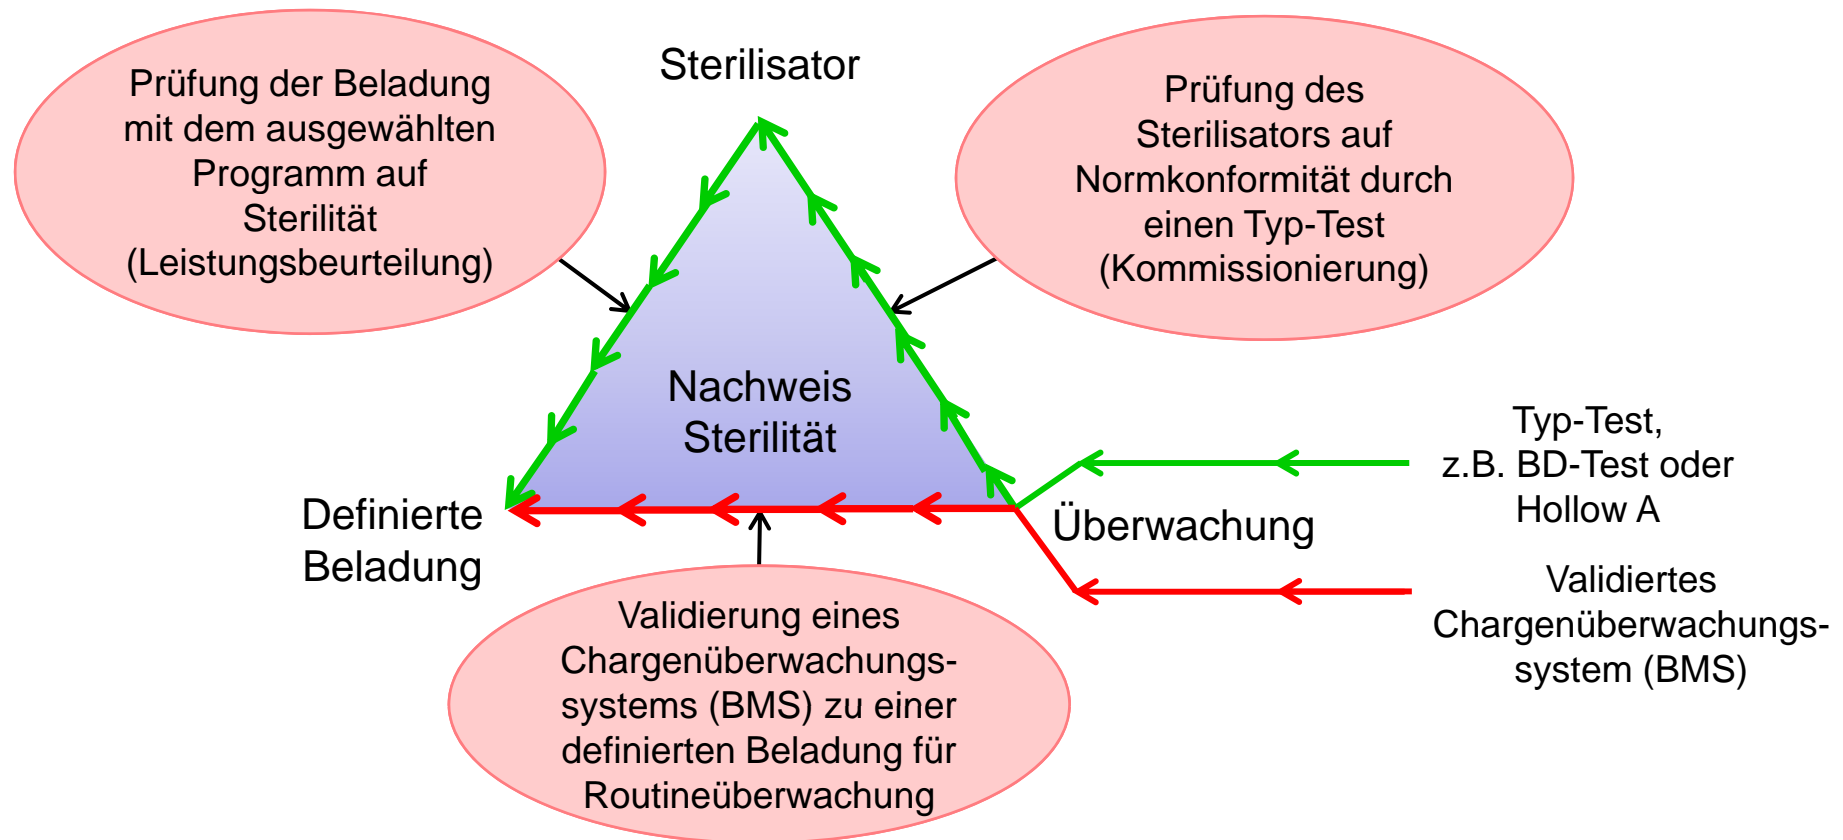 Prüfung der Beladung
mit dem ausgewählten
Programm auf
Sterilität
(Leistungsbeurteilung)
Sterilisator
Prüfung des
Sterilisators auf
Normkonformität durch
einen Typ-Test
(Kommissionierung)
Nachweis
Sterilität
Definierte
Beladung
Überwachung
Typ-Test,
z.B. BD-Test oder
Hollow A
Validiertes
Chargenüberwachungs-
system (BMS)
Validierung eines
Chargenüberwachungs-
systems (BMS) zu einer
definierten Beladung für
Routineüberwachung